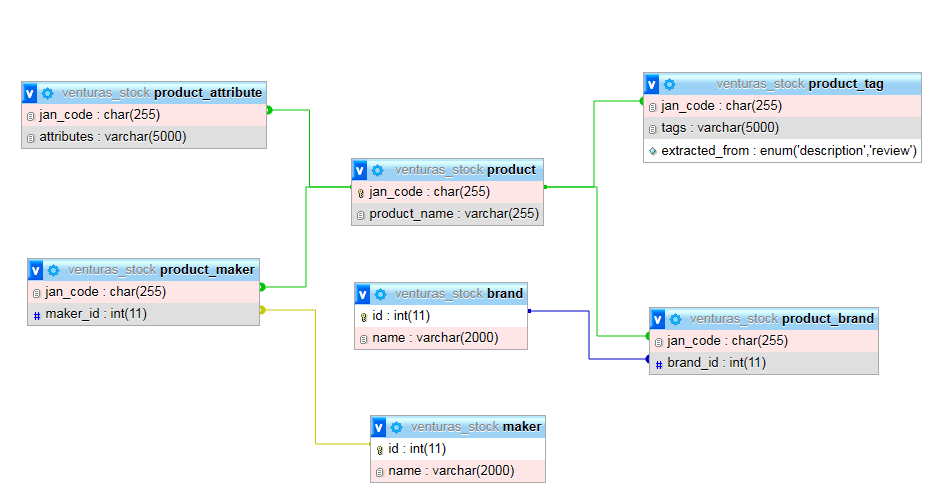 venturas_stock product_attribute
jan_code : char(255)
attributes : varchar(5000)
venturas_stock product_tag
jan_code : char(255)
tags : varchar(5000)
extracted_from : enum('description','review')
venturas_stock product
jan_code : char(255)
product_name : varchar(255)
venturas_stock product_maker
jan_code : char(255)
# maker_id : int(11)
venturas_stock brand
id : int(11)
name : varchar(2000)
venturas_stock product_brand
jan_code : char(255)
# brand_id : int(11)
venturas_stock maker
id : int(11)
name : varchar(2000)